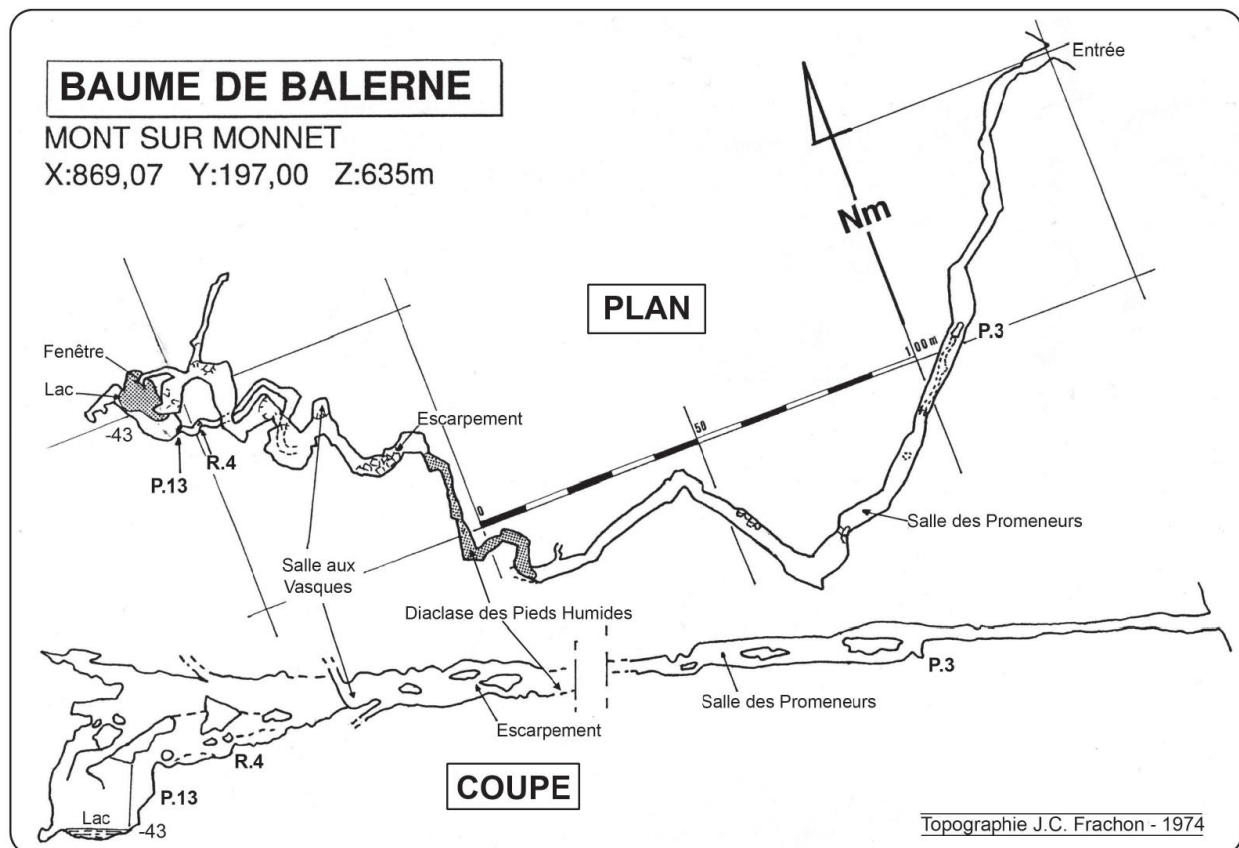 BAUME DE BALERNE
MONT SUR MONNET
X:869,07 Y:197,00 Z:635m
Entrée
Nm
PLAN
P.3
100m
50
0
Fenêtre
Lac
-43
P.13
R.4
Escarpement
Salle des Promeneurs
Salle aux
Vasques
Diaclase des Pieds Humides
P.3
Salle des Promeneurs
Escarpement
R.4
P.13
Lac
-43
COUPE
Topographie J.C. Frachon - 1974